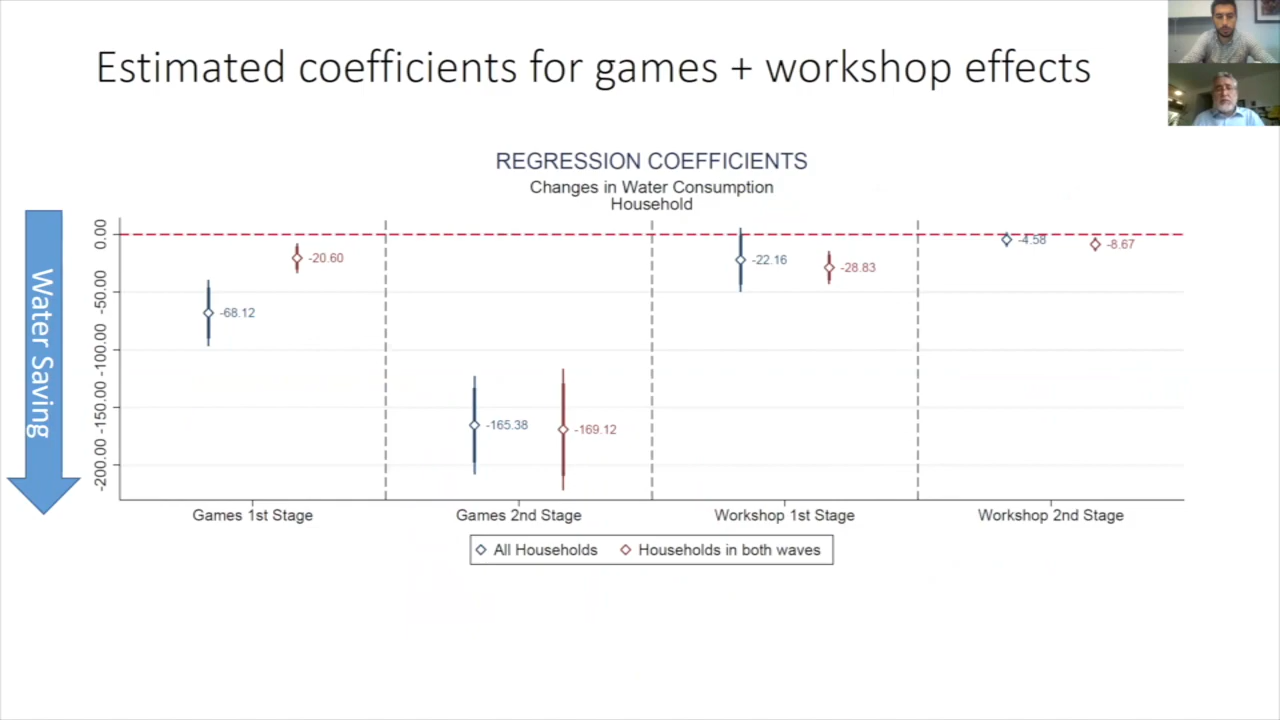 Estimated coefficients for games + workshop effects
REGRESSION COEFFICIENTS
Changes in Water Consumption
Household
Water Saving
0.00
-50.00
-100.00
-150.00
-200.00
-68.12
-20.60
-165.38
-169.12
-22.16
-28.83
-4.58
-8.67
Games 1st Stage
Games 2nd Stage
Workshop 1st Stage
Workshop 2nd Stage
All Households
Households in both waves